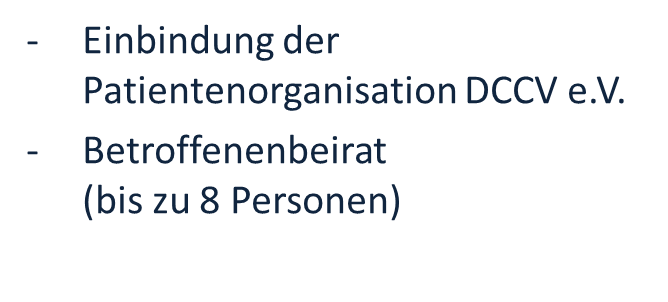 - Einbindung der
Patientenorganisation DCCV e.V.
- Betroffenenbeirat
(bis zu 8 Personen)